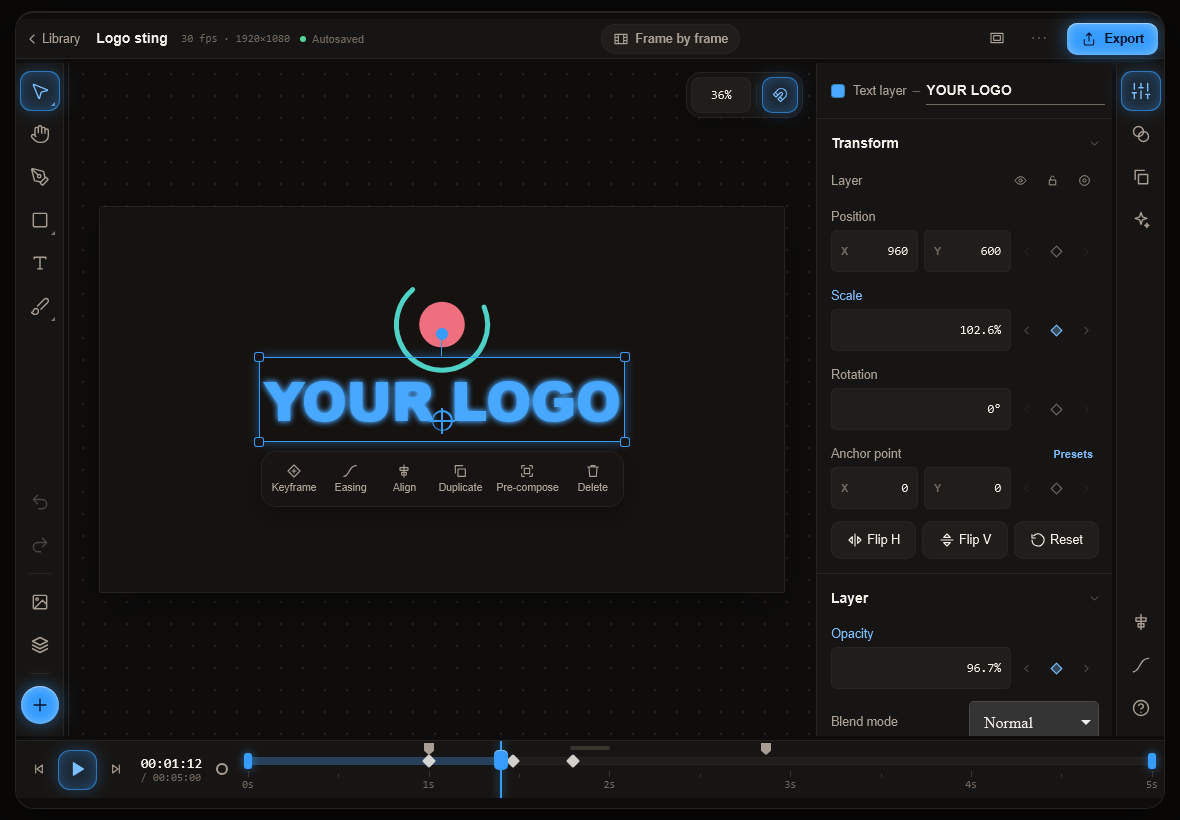 Library
Logo sting
30 fps · 1920×1080
Autosaved
Frame by frame
···
Export
36%
Text layer – YOUR LOGO
Transform
Layer
Position
X 960 Y 600
Scale
102.6%
Rotation
0°
Anchor point Presets
X 0 Y 0
Flip H Flip V Reset
Layer
Opacity
96.7%
Blend mode Normal
YOUR LOGO
Keyframe Easing Align Duplicate Pre-compose Delete
00:01:12
/ 00:05:00
0s 1s 2s 3s 4s 5s